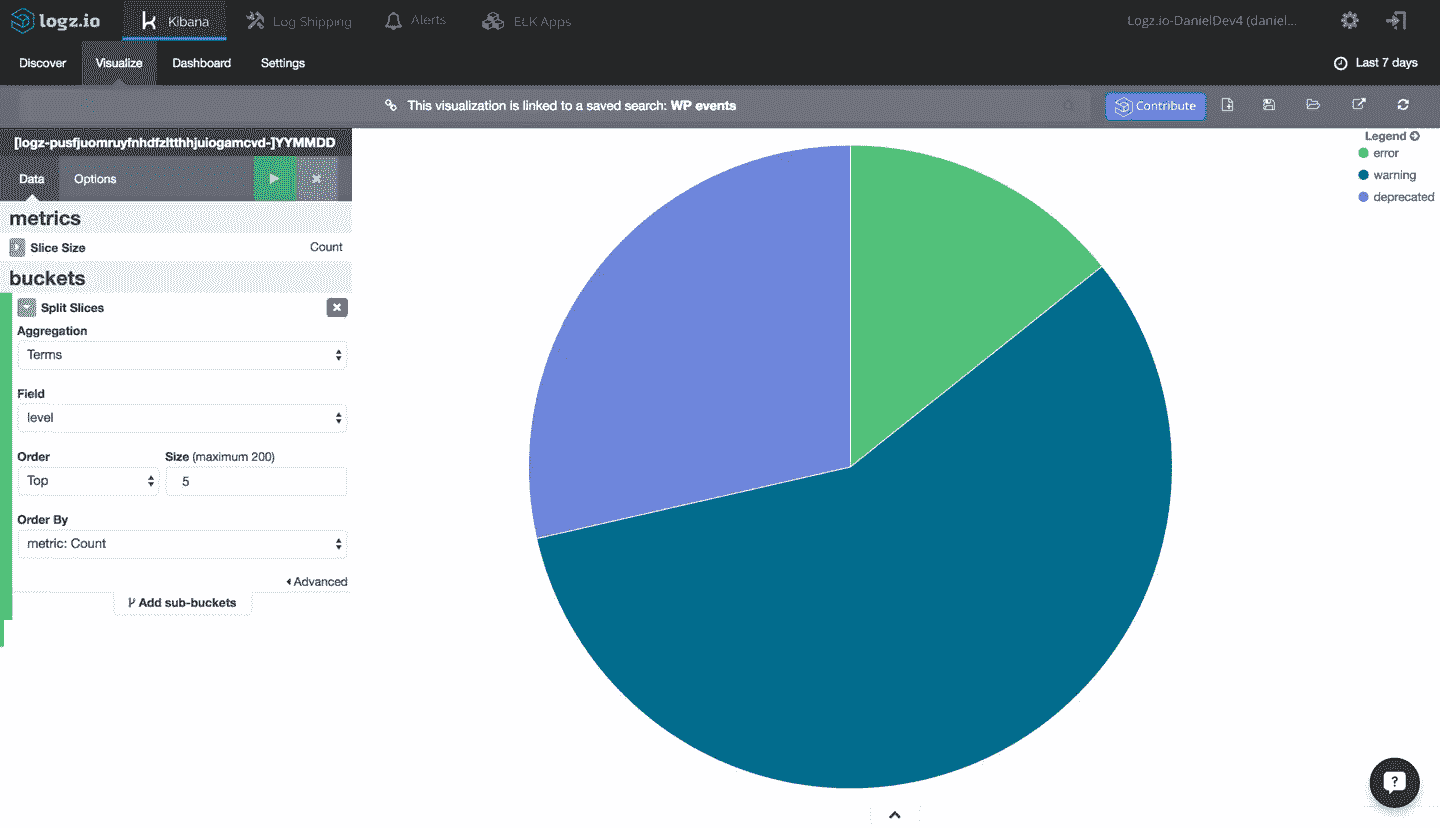 logz.io Kibana Log Shipping Alerts ELK Apps Logz.io-DanielDev4 (daniel...
Discover Visualize Dashboard Settings Last 7 days
This visualization is linked to a saved search: WP events Contribute
[logz-pusfjuomruyfnhdfzltthhjuiogamcvd-]YYMMDD
Data Options
metrics
Slice Size Count
buckets
Split Slices
Aggregation
Terms
Field
level
Order Size (maximum 200)
Top 5
Order By
metric: Count
Advanced
Add sub-buckets
Legend
error
warning
deprecated